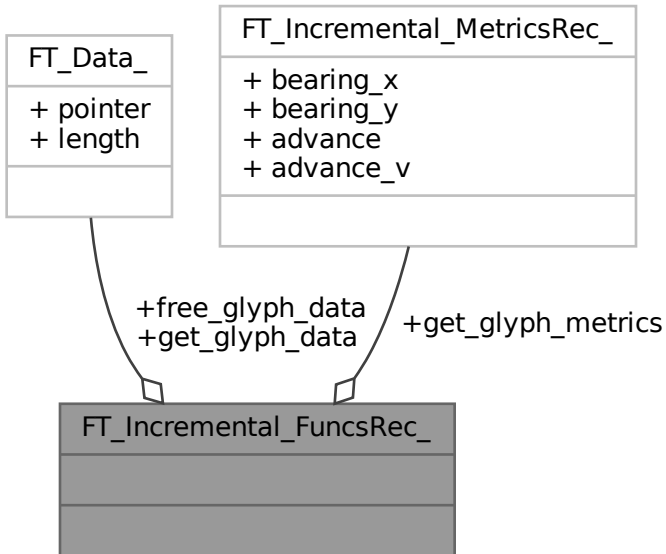 FT_Data_
+ pointer
+ length
FT_Incremental_MetricsRec_
+ bearing_x
+ bearing_y
+ advance
+ advance_v
+free_glyph_data
+get_glyph_data
+get_glyph_metrics
FT_Incremental_FuncsRec_